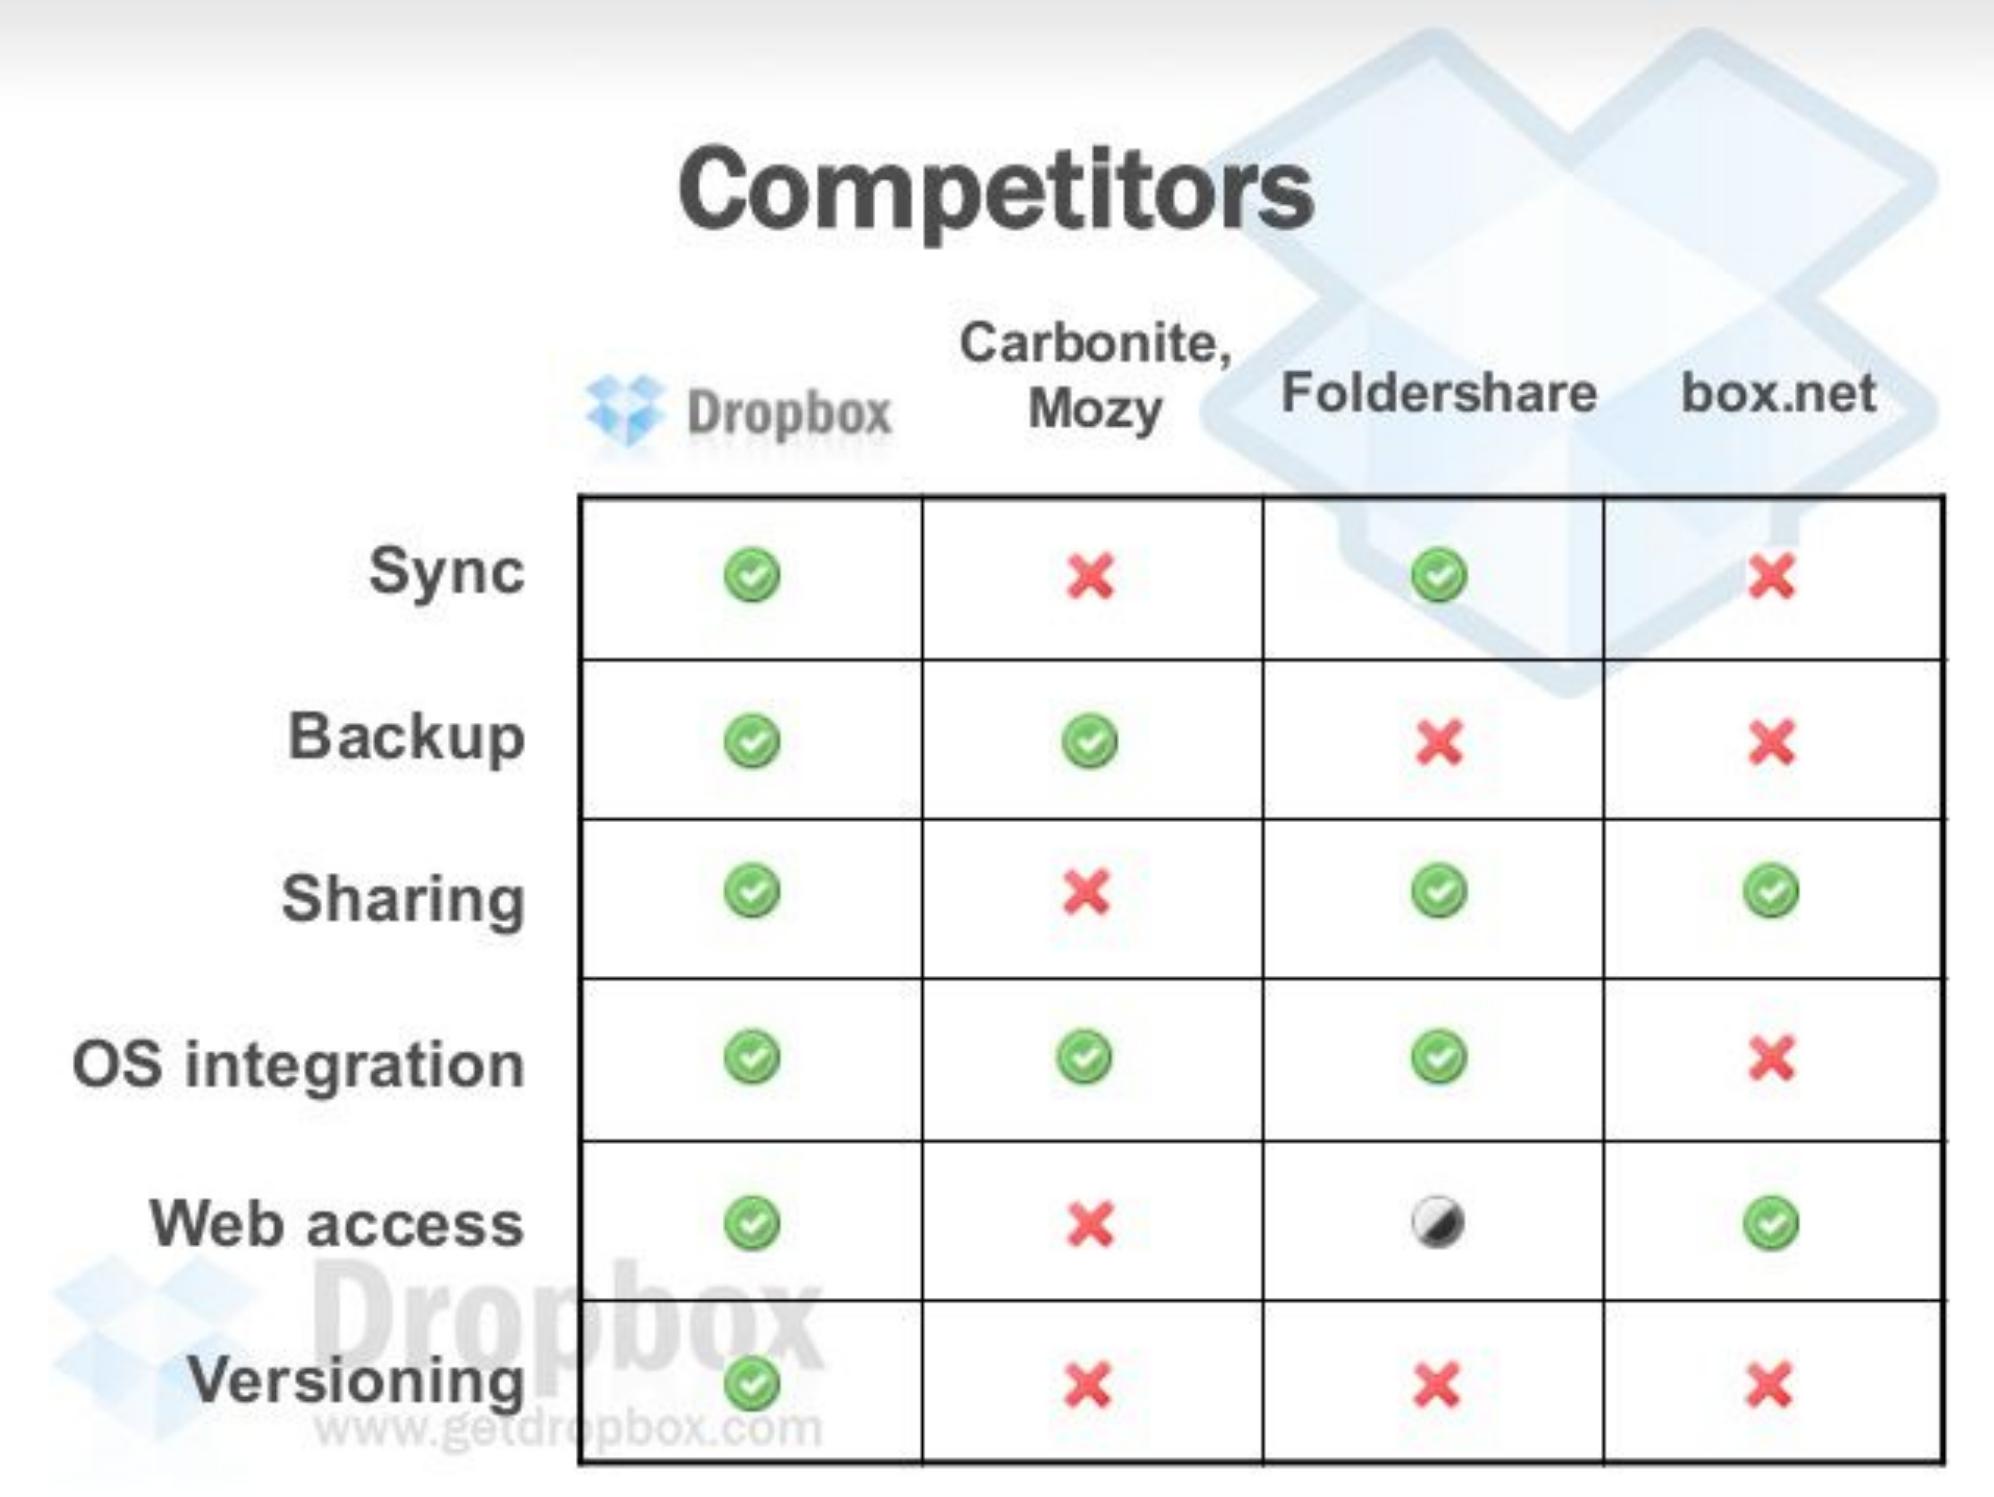 Competitors
Carbonite,
Mozy
Dropbox
Foldershare
box.net
Sync
Backup
Sharing
OS integration
Web access
Versioning
Dropbox
www.getdropbox.com